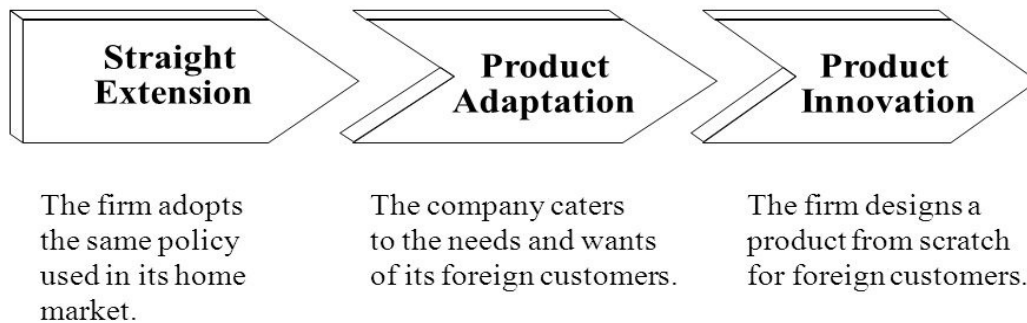 Straight
Extension
Product
Adaptation
Product
Innovation
The firm adopts
the same policy
used in its home
market.
The company caters
to the needs and wants
of its foreign customers.
The firm designs a
product from scratch
for foreign customers.